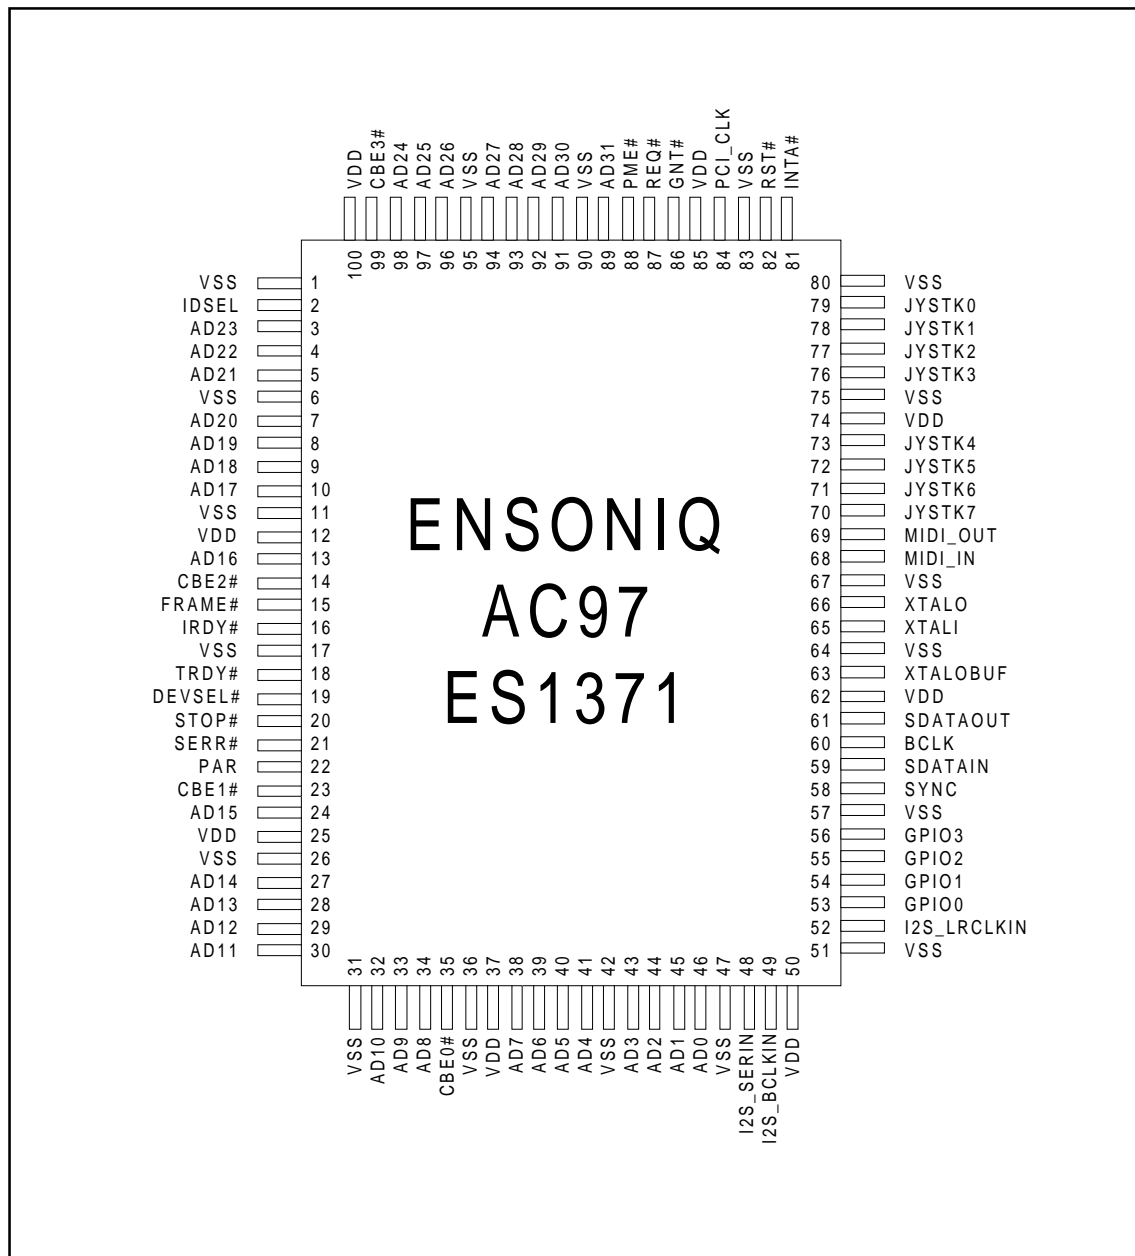 VDD CBE3# AD24 AD25 AD26 VSS AD27 AD28 AD29 AD30 VSS AD31 PME# REQ# GNT# VDD PCI_CLK VSS RST# INTA#
100 99 98 97 96 95 94 93 92 91 90 89 88 87 86 85 84 83 82 81
VSS 1 80 VSS
IDSEL 2 79 JYSTK0
AD23 3 78 JYSTK1
AD22 4 77 JYSTK2
AD21 5 76 JYSTK3
VSS 6 75 VSS
AD20 7 74 VDD
AD19 8 73 JYSTK4
AD18 9 72 JYSTK5
AD17 10 71 JYSTK6
VSS 11 70 JYSTK7
VDD 12 69 MIDI_OUT
AD16 13 68 MIDI_IN
CBE2# 14 67 VSS
FRAME# 15 66 XTALO
IRDY# 16 65 XTALI
VSS 17 64 VSS
TRDY# 18 63 XTALOBUF
DEVSEL# 19 62 VDD
STOP# 20 61 SDATAOUT
SERR# 21 60 BCLK
PAR 22 59 SDATAIN
CBE1# 23 58 SYNC
AD15 24 57 VSS
VDD 25 56 GPIO3
VSS 26 55 GPIO2
AD14 27 54 GPIO1
AD13 28 53 GPIO0
AD12 29 52 I2S_LRCLKIN
AD11 30 51 VSS
ENSONIQ
AC97
ES1371
31 32 33 34 35 36 37 38 39 40 41 42 43 44 45 46 47 48 49 50
VSS AD10 AD9 AD8 CBE0# VSS VDD AD7 AD6 AD5 AD4 VSS AD3 AD2 AD1 AD0 VSS I2S_SERIN I2S_BCLKIN VDD